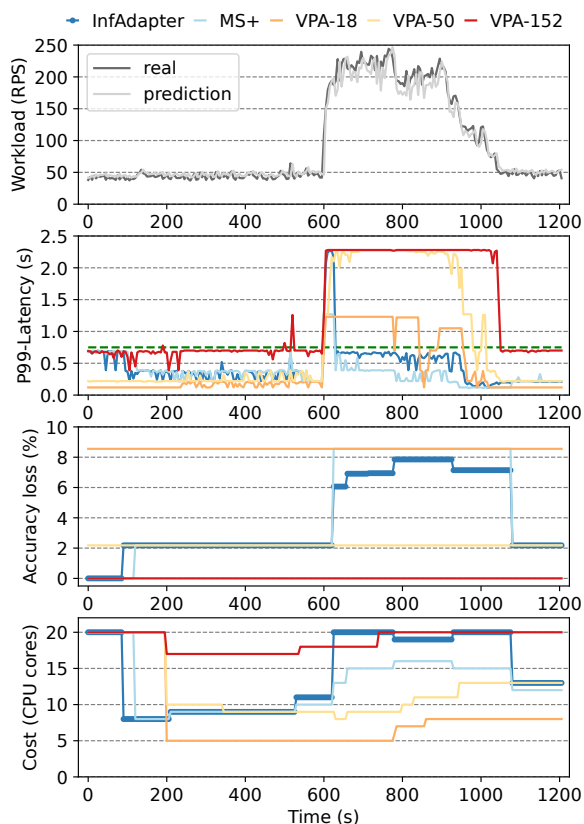 InfAdapter MS+ VPA-18 VPA-50 VPA-152
250
200
150
100
50
0
Workload (RPS)
real
prediction
0 200 400 600 800 1000 1200
2.5
2.0
1.5
1.0
0.5
0.0
P99-Latency (s)
0 200 400 600 800 1000 1200
10
8
6
4
2
0
Accuracy loss (%)
0 200 400 600 800 1000 1200
20
15
10
5
0
Cost (CPU cores)
0 200 400 600 800 1000 1200
Time (s)